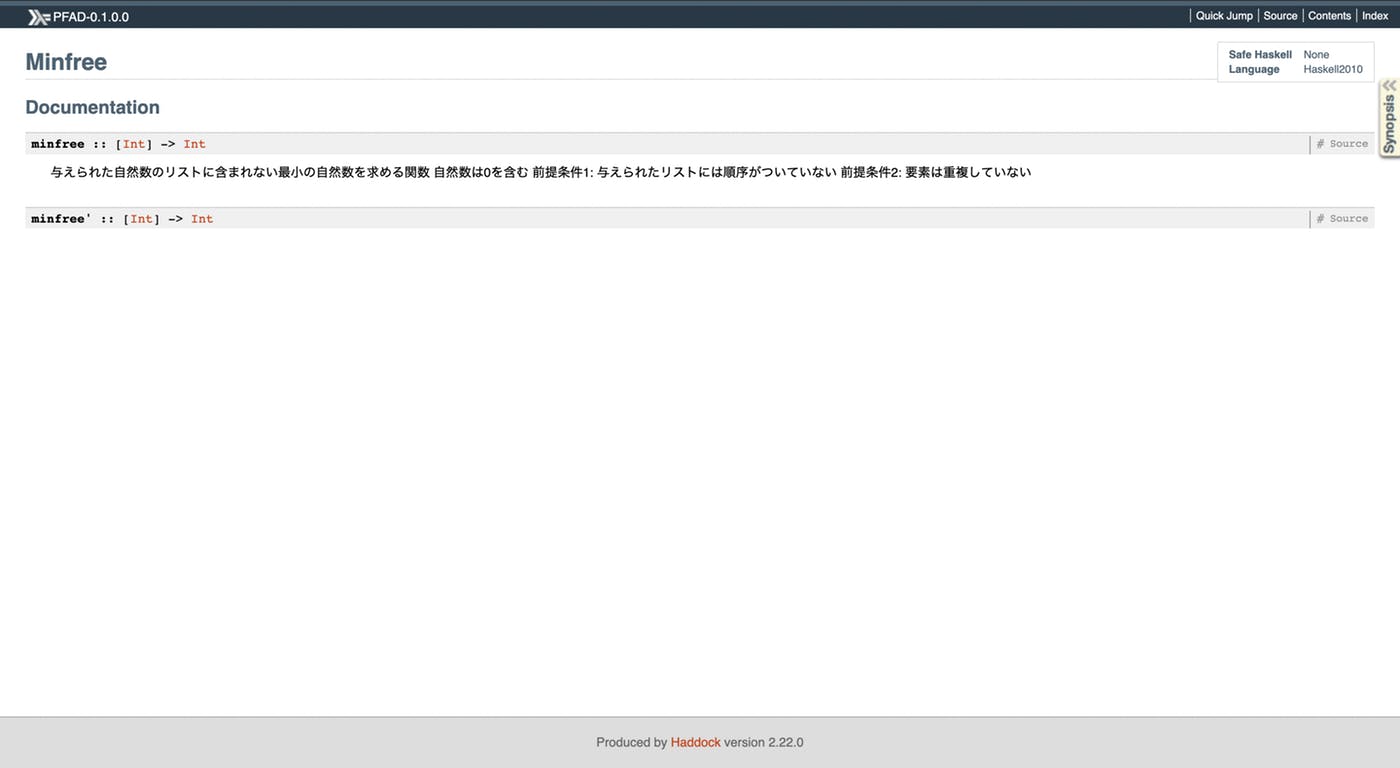 PFAD-0.1.0.0
Quick Jump Source Contents Index
Minfree
Safe Haskell None
Language Haskell2010
Synopsis
Documentation
minfree :: [Int] -> Int # Source
与えられた自然数のリストに含まれない最小の自然数を求める関数 自然数は0を含む 前提条件1: 与えられたリストには順序がついていない 前提条件2: 要素は重複していない
minfree' :: [Int] -> Int # Source
Produced by Haddock version 2.22.0